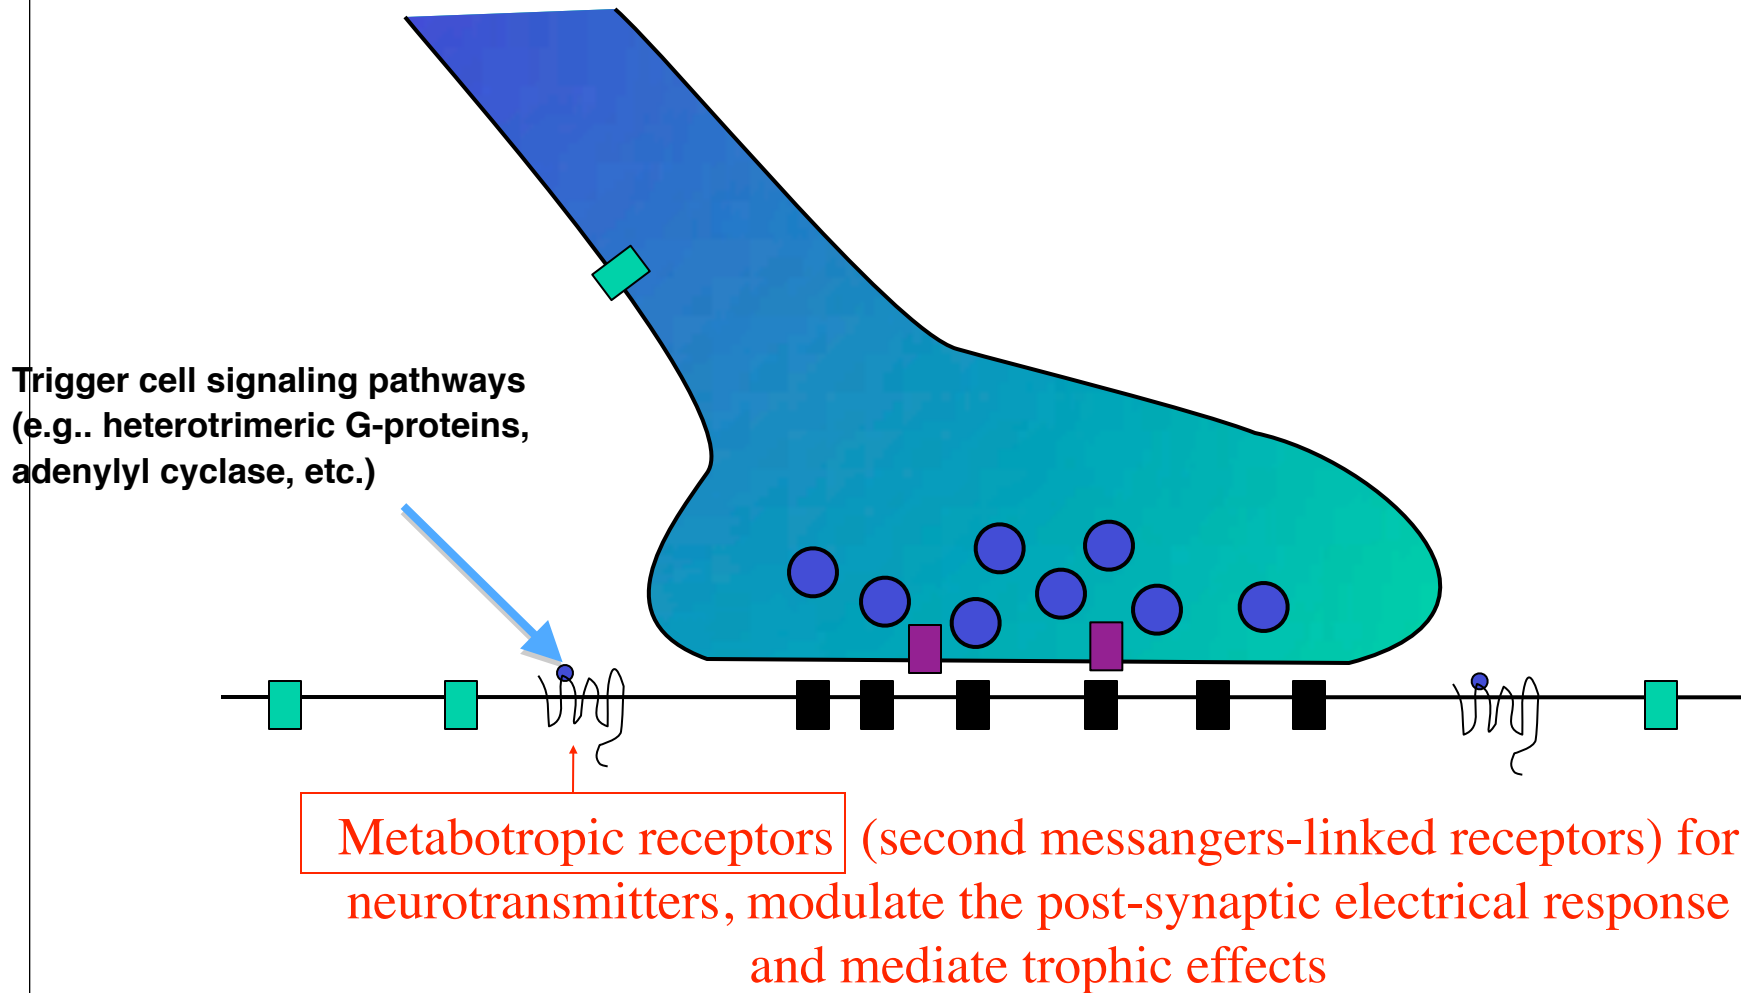 Trigger cell signaling pathways
(e.g.. heterotrimeric G-proteins,
adenylyl cyclase, etc.)
Metabotropic receptors (second messangers-linked receptors) for
neurotransmitters, modulate the post-synaptic electrical response
and mediate trophic effects